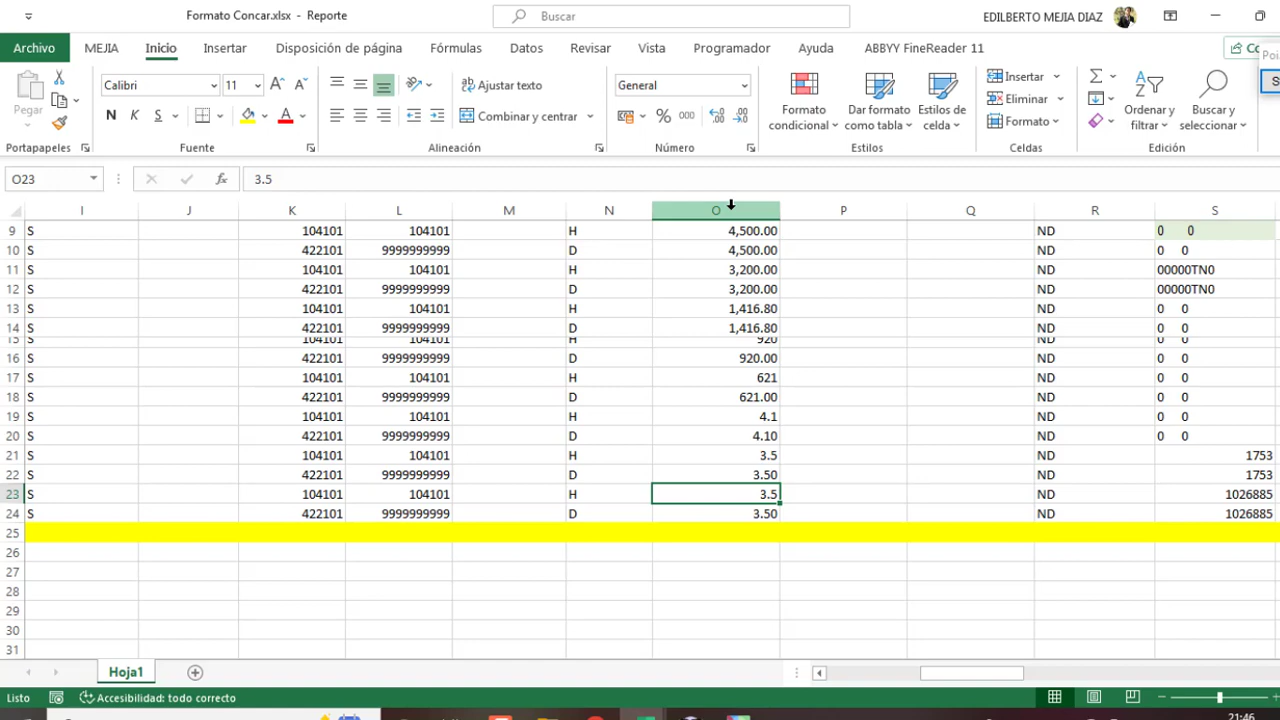 Formato Concar.xlsx - Reporte
Buscar
EDILBERTO MEJIA DIAZ
Archivo MEJIA Inicio Insertar Disposición de página Fórmulas Datos Revisar Vista Programador Ayuda ABBYY FineReader 11
Pegar
Calibri 11
N K S
Ajustar texto
Combinar y centrar
General
% 000
Formato condicional
Dar formato como tabla
Estilos de celda
Insertar
Eliminar
Formato
Ordenar y filtrar
Buscar y seleccionar
Portapapeles Fuente Alineación Número Estilos Celdas Edición
O23 fx 3.5
I J K L M N O P Q R S
9 S 104101 104101 H 4,500.00 ND 0 0
10 S 422101 9999999999 D 4,500.00 ND 0 0
11 S 104101 104101 H 3,200.00 ND 00000TN0
12 S 422101 9999999999 D 3,200.00 ND 00000TN0
13 S 104101 104101 H 1,416.80 ND 0 0
14 S 422101 9999999999 D 1,416.80 ND 0 0
15 S 104101 104101 H 920 ND 0 0
16 S 422101 9999999999 D 920.00 ND 0 0
17 S 104101 104101 H 621 ND 0 0
18 S 422101 9999999999 D 621.00 ND 0 0
19 S 104101 104101 H 4.1 ND 0 0
20 S 422101 9999999999 D 4.10 ND 0 0
21 S 104101 104101 H 3.5 ND 1753
22 S 422101 9999999999 D 3.50 ND 1753
23 S 104101 104101 H 3.5 ND 1026885
24 S 422101 9999999999 D 3.50 ND 1026885
25
26
27
28
29
30
31
Hoja1
Listo Accesibilidad: todo correcto
21:46